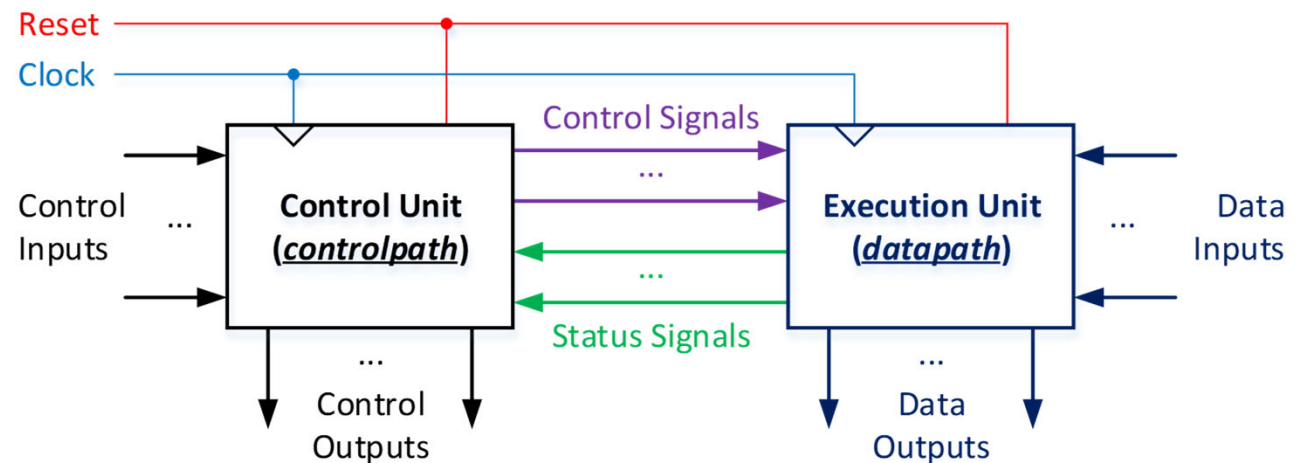 Reset
Clock
Control Signals
...
Control
Inputs
...
Control Unit
(controlpath)
Execution Unit
(datapath)
...
Data
Inputs
...
Status Signals
...
Control
Outputs
...
Data
Outputs